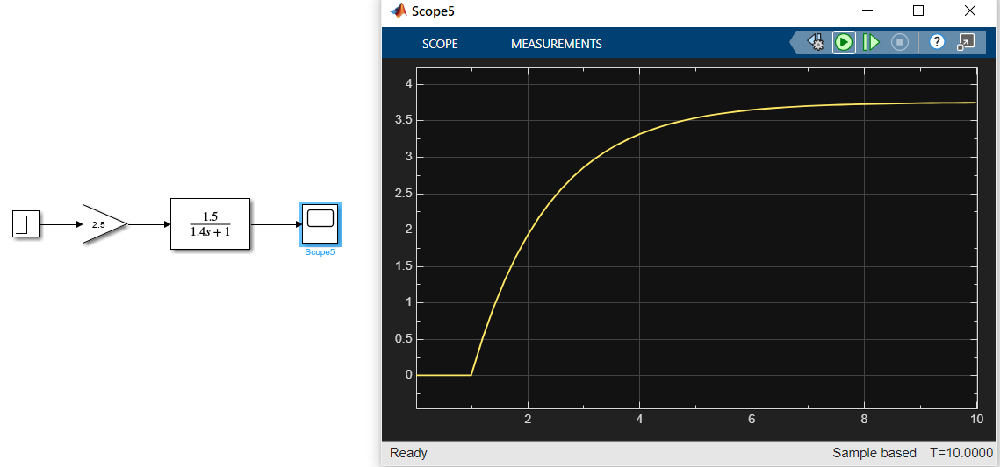 Scope5
SCOPE MEASUREMENTS ?
4
3.5
3
2.5
2
1.5
1
0.5
0
2 4 6 8 10
Ready Sample based T=10.0000
2.5
1.5
1.4s + 1
Scope5